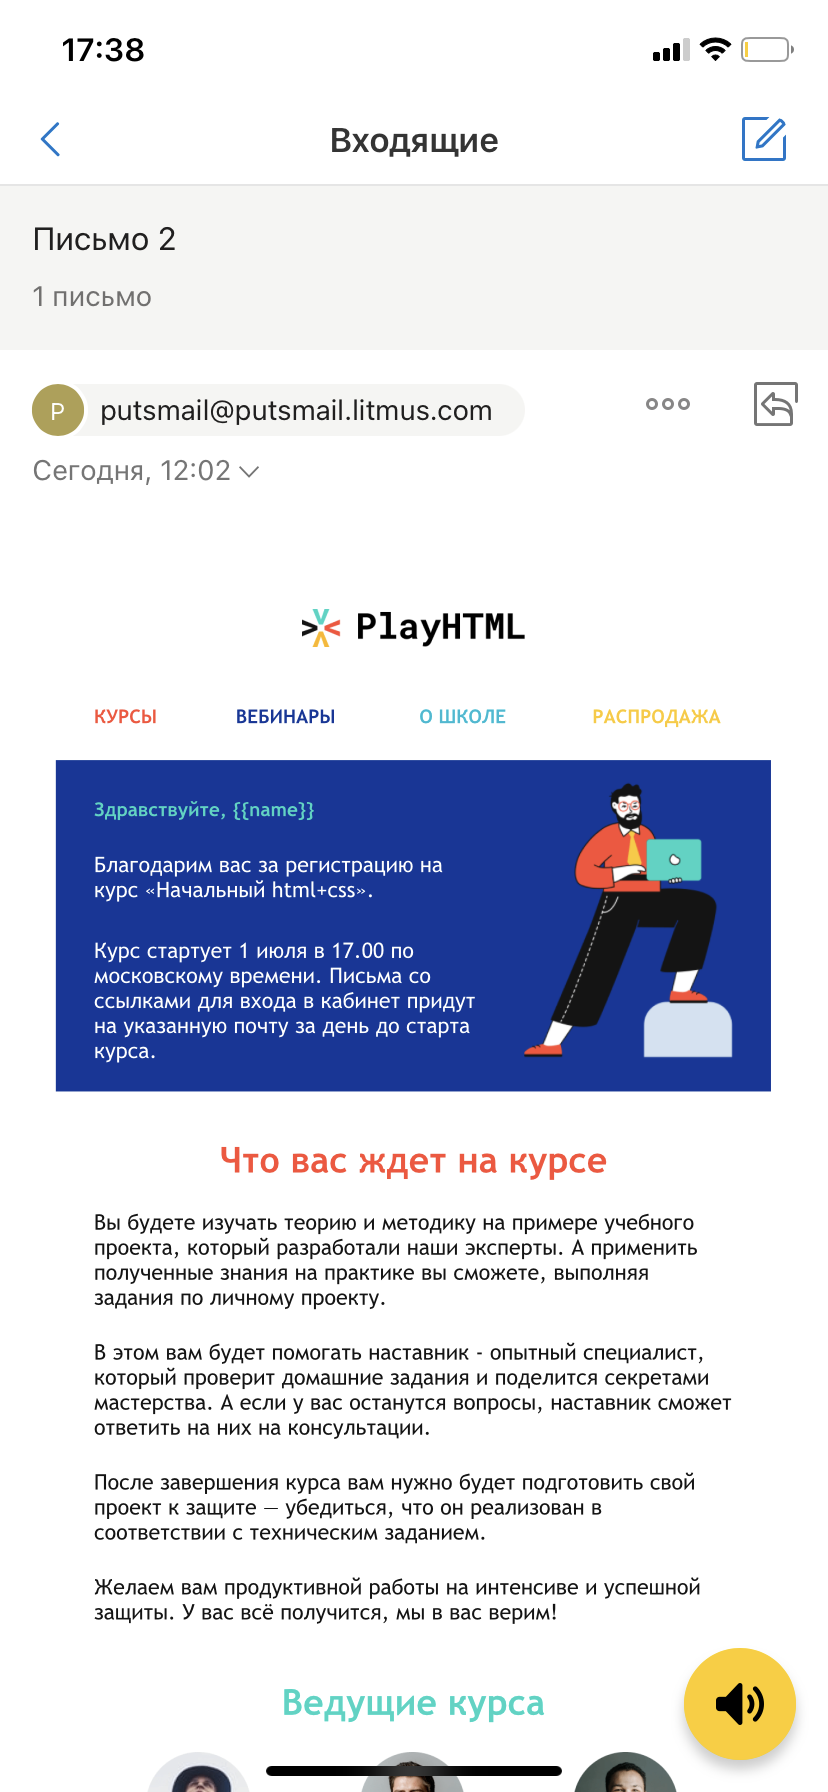 17:38
Входящие
Письмо 2
1 письмо
P
putsmail@putsmail.litmus.com
Сегодня, 12:02
PlayHTML
КУРСЫ ВЕБИНАРЫ О ШКОЛЕ РАСПРОДАЖА
Здравствуйте, {{name}}
Благодарим вас за регистрацию на
курс «Начальный html+css».
Курс стартует 1 июля в 17.00 по
московскому времени. Письма со
ссылками для входа в кабинет придут
на указанную почту за день до старта
курса.
Что вас ждет на курсе
Вы будете изучать теорию и методику на примере учебного
проекта, который разработали наши эксперты. А применить
полученные знания на практике вы сможете, выполняя
задания по личному проекту.
В этом вам будет помогать наставник - опытный специалист,
который проверит домашние задания и поделится секретами
мастерства. А если у вас останутся вопросы, наставник сможет
ответить на них на консультации.
После завершения курса вам нужно будет подготовить свой
проект к защите — убедиться, что он реализован в
соответствии с техническим заданием.
Желаем вам продуктивной работы на интенсиве и успешной
защиты. У вас всё получится, мы в вас верим!
Ведущие курса